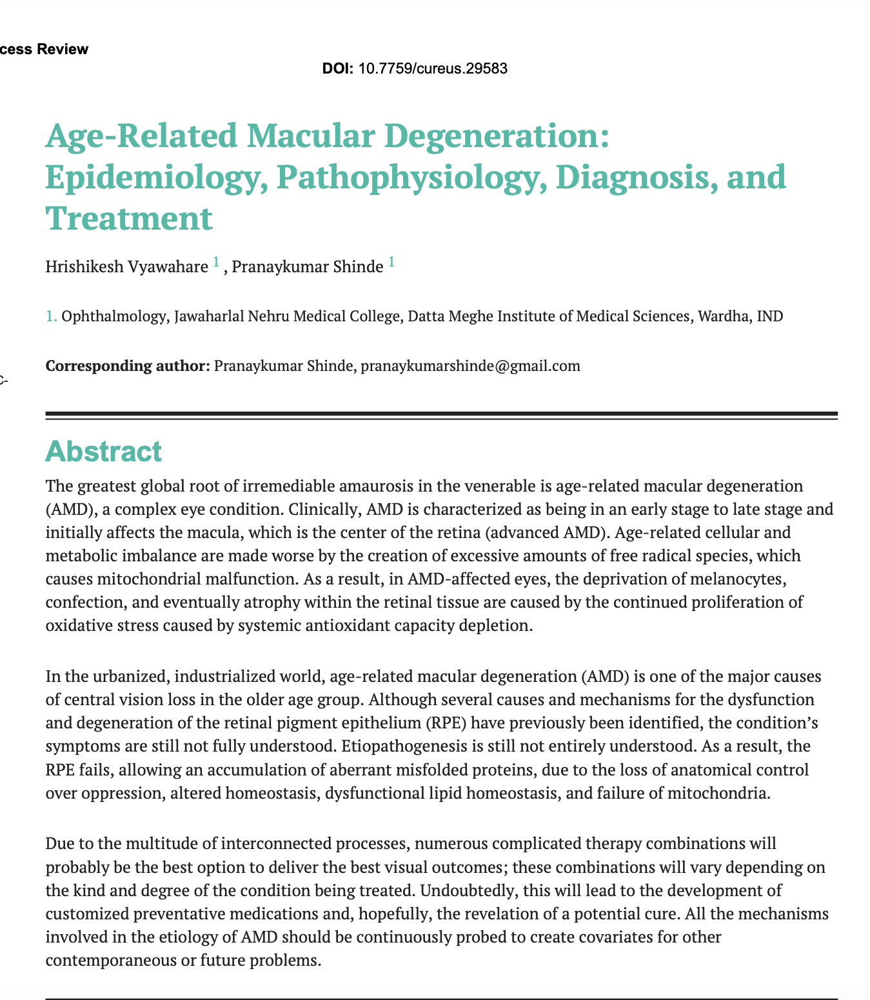 cess Review
DOI: 10.7759/cureus.29583
Age-Related Macular Degeneration:
Epidemiology, Pathophysiology, Diagnosis, and
Treatment
Hrishikesh Vyawahare 1 , Pranaykumar Shinde 1
1. Ophthalmology, Jawaharlal Nehru Medical College, Datta Meghe Institute of Medical Sciences, Wardha, IND
Corresponding author: Pranaykumar Shinde, pranaykumarshinde@gmail.com
C-
Abstract
The greatest global root of irremediable amaurosis in the venerable is age-related macular degeneration
(AMD), a complex eye condition. Clinically, AMD is characterized as being in an early stage to late stage and
initially affects the macula, which is the center of the retina (advanced AMD). Age-related cellular and
metabolic imbalance are made worse by the creation of excessive amounts of free radical species, which
causes mitochondrial malfunction. As a result, in AMD-affected eyes, the deprivation of melanocytes,
confection, and eventually atrophy within the retinal tissue are caused by the continued proliferation of
oxidative stress caused by systemic antioxidant capacity depletion.
In the urbanized, industrialized world, age-related macular degeneration (AMD) is one of the major causes
of central vision loss in the older age group. Although several causes and mechanisms for the dysfunction
and degeneration of the retinal pigment epithelium (RPE) have previously been identified, the condition’s
symptoms are still not fully understood. Etiopathogenesis is still not entirely understood. As a result, the
RPE fails, allowing an accumulation of aberrant misfolded proteins, due to the loss of anatomical control
over oppression, altered homeostasis, dysfunctional lipid homeostasis, and failure of mitochondria.
Due to the multitude of interconnected processes, numerous complicated therapy combinations will
probably be the best option to deliver the best visual outcomes; these combinations will vary depending on
the kind and degree of the condition being treated. Undoubtedly, this will lead to the development of
customized preventative medications and, hopefully, the revelation of a potential cure. All the mechanisms
involved in the etiology of AMD should be continuously probed to create covariates for other
contemporaneous or future problems.